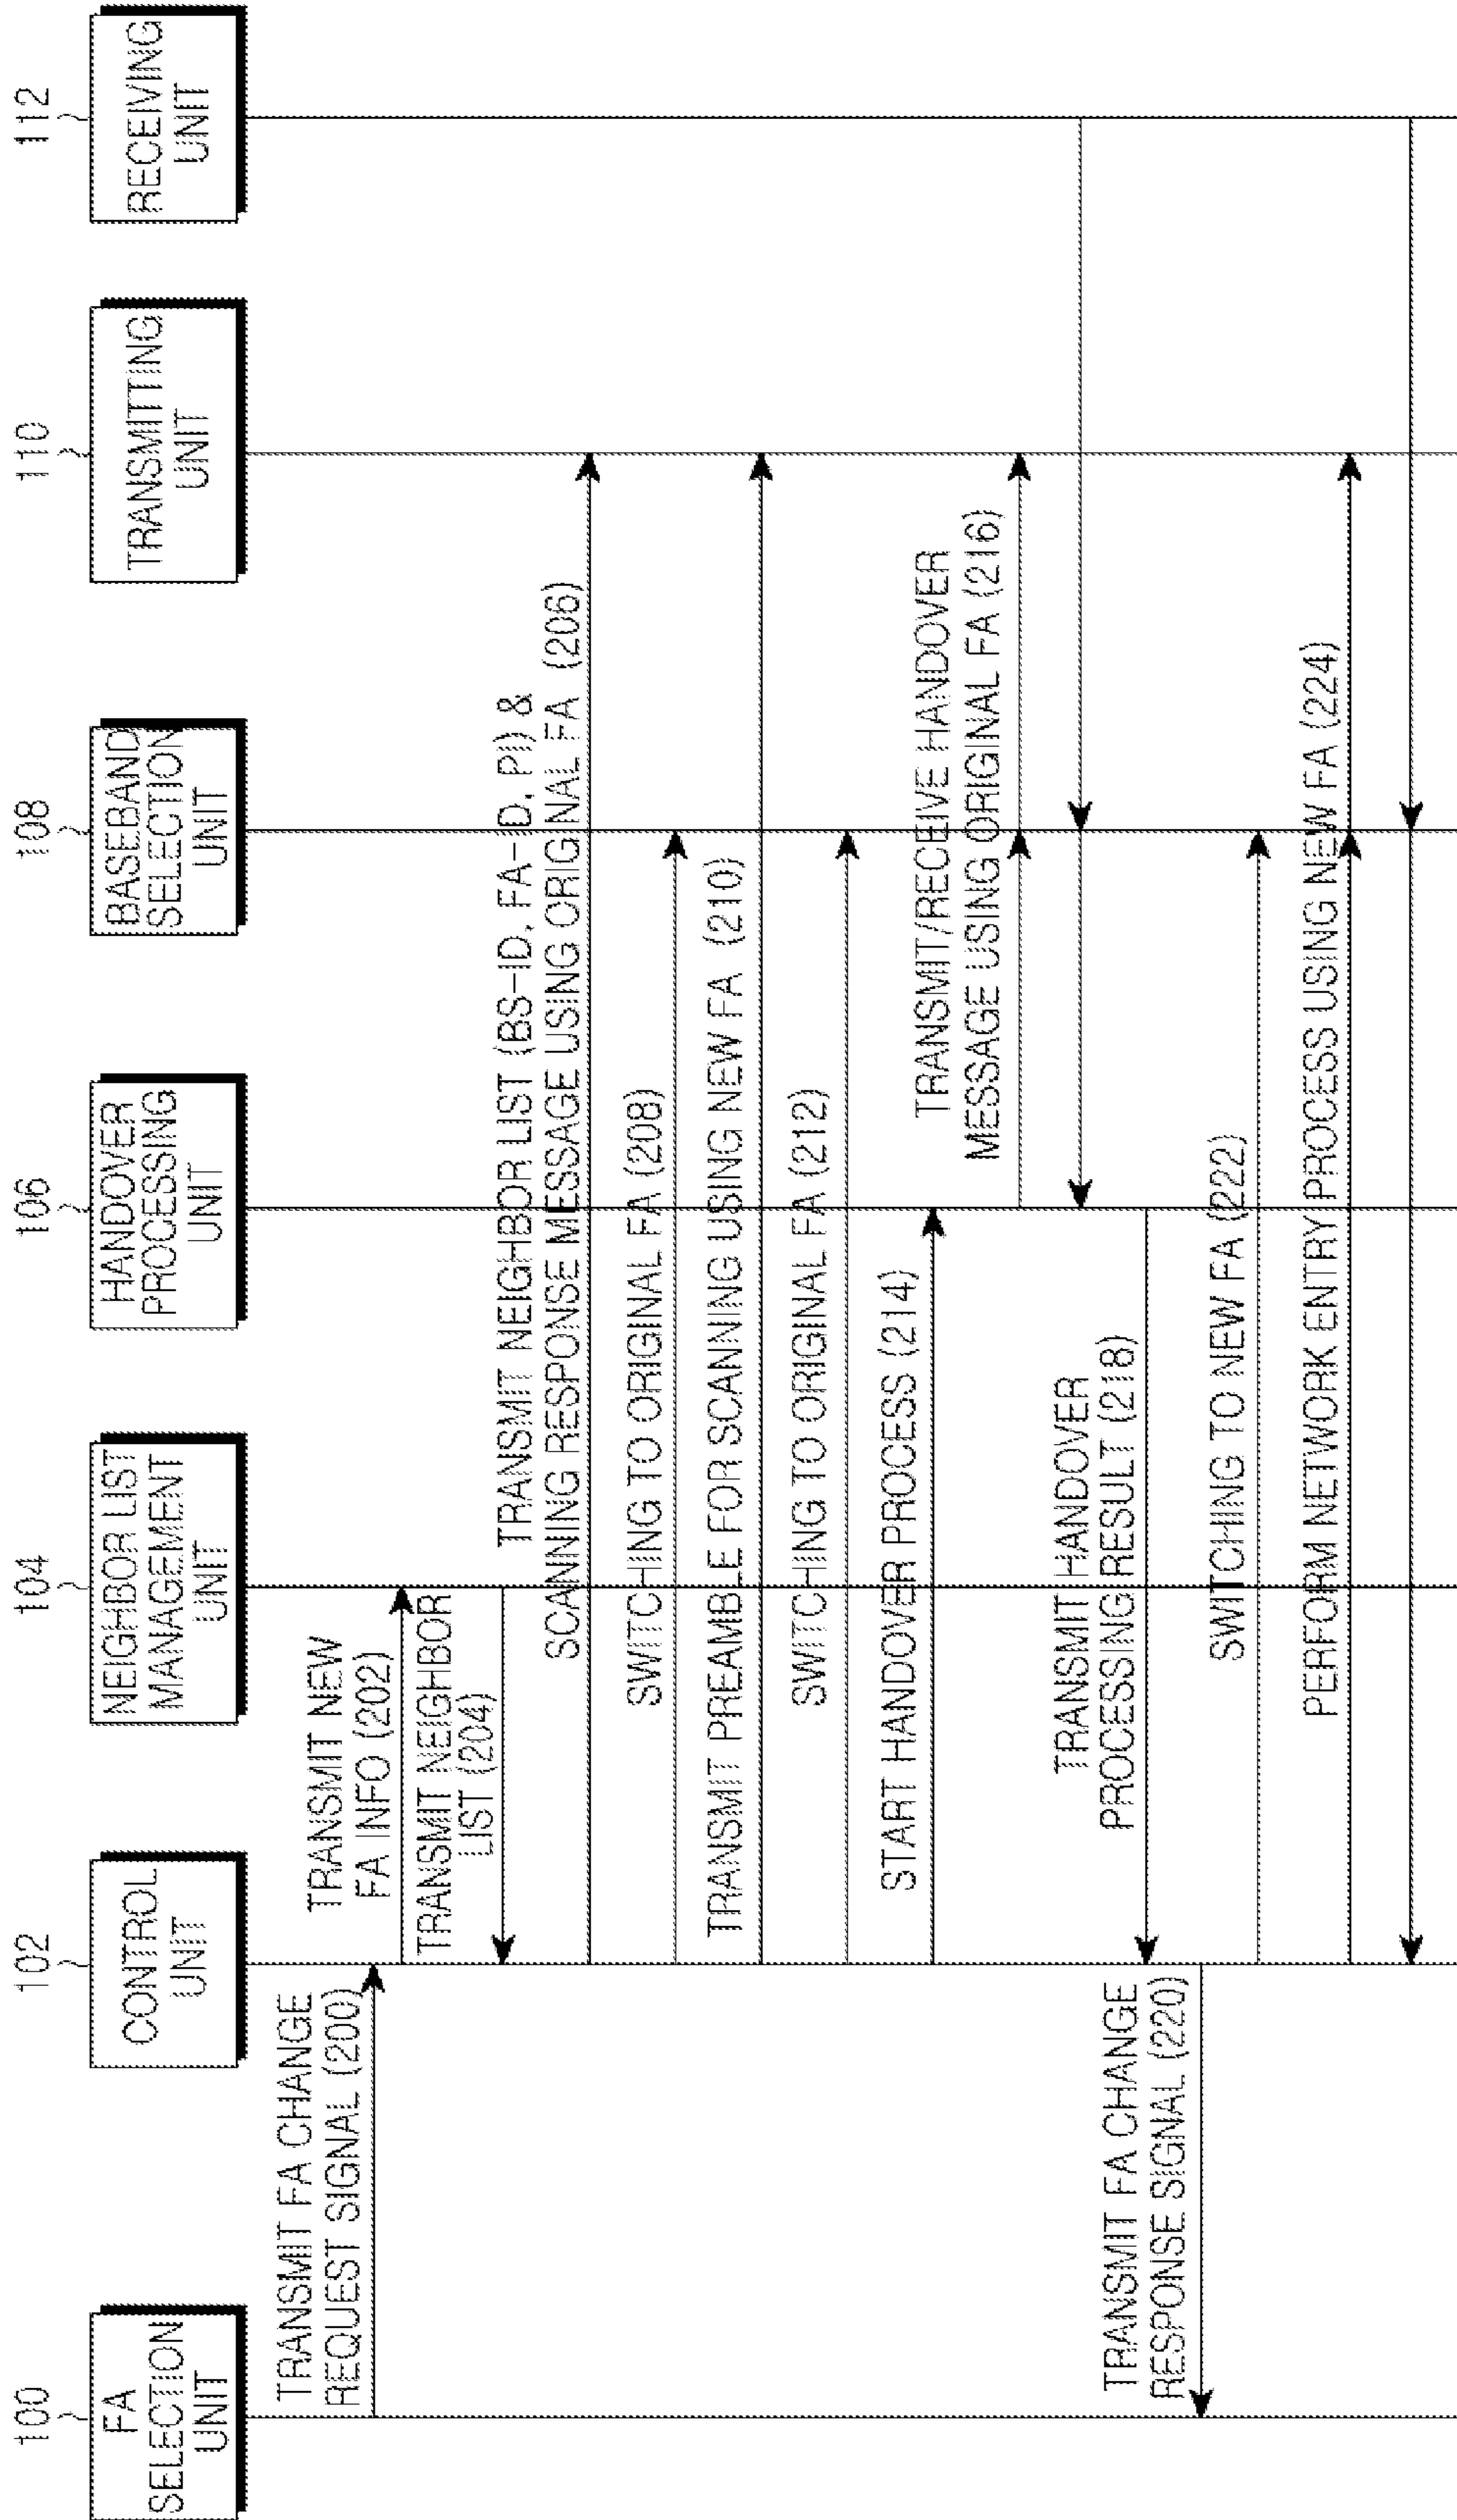 100
FA
SELECTION
UNIT
102
CONTROL
UNIT
104
NEIGHBOR LIST
MANAGEMENT
UNIT
106
HANDOVER
PROCESSING
UNIT
108
BASEBAND
SELECTION
UNIT
110
TRANSMITTING
UNIT
112
RECEIVING
UNIT
TRANSMIT FA CHANGE
REQUEST SIGNAL (200)
TRANSMIT NEW
FA INFO (202)
TRANSMIT NEIGHBOR
LIST (204)
TRANSMIT NEIGHBOR LIST (BS-ID, FA-ID, PI) &
SCANNING RESPONSE MESSAGE USING ORIGINAL FA (206)
SWITCHING TO ORIGINAL FA (208)
TRANSMIT PREAMBLE FOR SCANNING USING NEW FA (210)
SWITCHING TO ORIGINAL FA (212)
START HANDOVER PROCESS (214)
TRANSMIT/RECEIVE HANDOVER
MESSAGE USING ORIGINAL FA (216)
TRANSMIT HANDOVER
PROCESSING RESULT (218)
TRANSMIT FA CHANGE
RESPONSE SIGNAL (220)
SWITCHING TO NEW FA (222)
PERFORM NETWORK ENTRY PROCESS USING NEW FA (224)